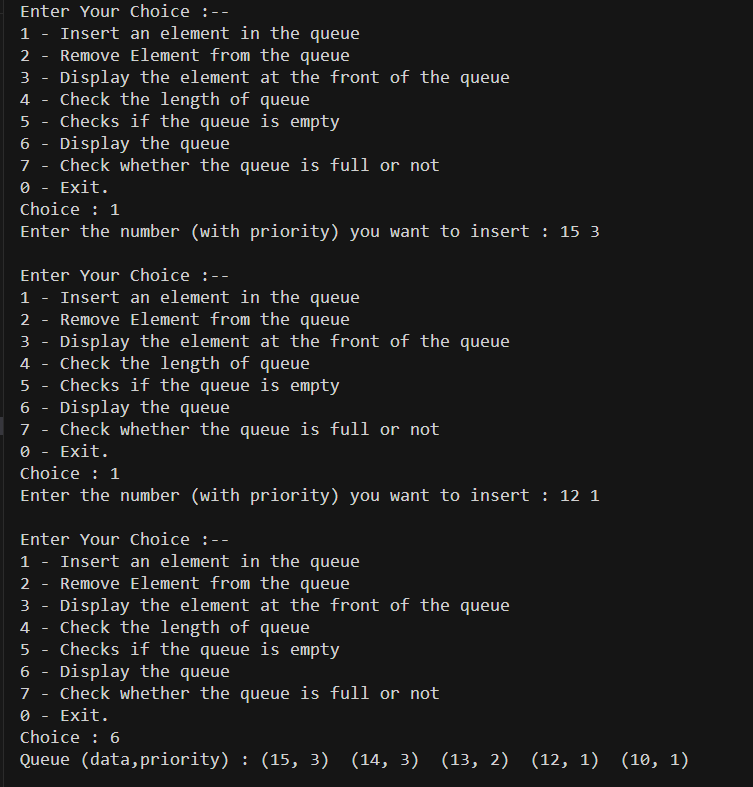 Enter Your Choice :--
1 - Insert an element in the queue
2 - Remove Element from the queue
3 - Display the element at the front of the queue
4 - Check the length of queue
5 - Checks if the queue is empty
6 - Display the queue
7 - Check whether the queue is full or not
0 - Exit.
Choice : 1
Enter the number (with priority) you want to insert : 15 3

Enter Your Choice :--
1 - Insert an element in the queue
2 - Remove Element from the queue
3 - Display the element at the front of the queue
4 - Check the length of queue
5 - Checks if the queue is empty
6 - Display the queue
7 - Check whether the queue is full or not
0 - Exit.
Choice : 1
Enter the number (with priority) you want to insert : 12 1

Enter Your Choice :--
1 - Insert an element in the queue
2 - Remove Element from the queue
3 - Display the element at the front of the queue
4 - Check the length of queue
5 - Checks if the queue is empty
6 - Display the queue
7 - Check whether the queue is full or not
0 - Exit.
Choice : 6
Queue (data,priority) : (15, 3)  (14, 3)  (13, 2)  (12, 1)  (10, 1)